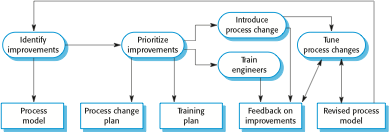 Introduce
process change
Identify
improvements
Prioritize
improvements
Tune
process changes
Train
engineers
Process
model
Process change
plan
Training
plan
Feedback on
improvements
Revised process
model